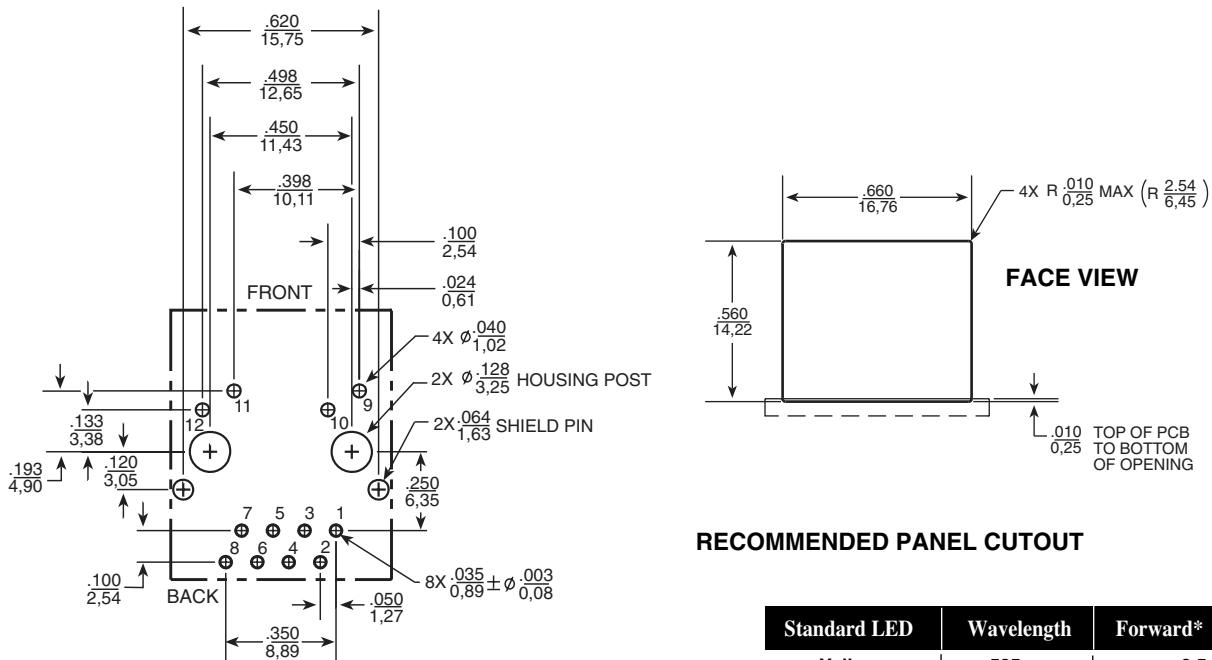 .620
15,75
.498
12,65
.450
11,43
.398
10,11
.100
2,54
.024
0,61
FRONT
4X ø .040
1,02
2X ø .128
3,25 HOUSING POST
2X .064
1,63 SHIELD PIN
11
9
12
10
.133
3,38
.193
4,90
.120
3,05
.250
6,35
7 5 3 1
8 6 4 2
.100
2,54
BACK
8X .035 ± ø .003
0,89 0,08
.050
1,27
.350
8,89
.660
16,76
4X R .010 MAX (R 2.54)
0,25 6,45
FACE VIEW
.560
14,22
.010
0,25
TOP OF PCB
TO BOTTOM
OF OPENING
RECOMMENDED PANEL CUTOUT
Standard LED Wavelength Forward*